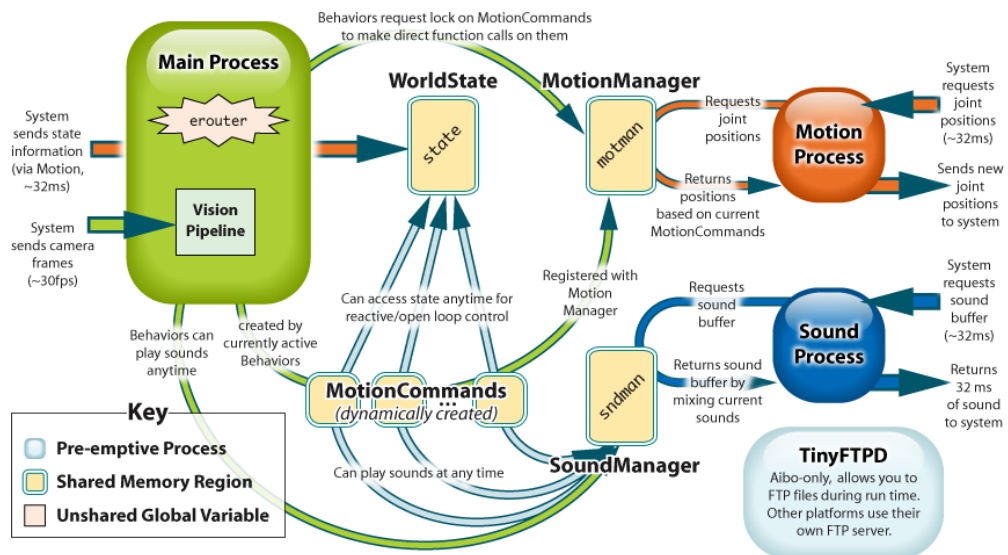 Behaviors request lock on MotionCommands
to make direct function calls on them
Main Process
erouter
Vision
Pipeline
System
sends state
information
(via Motion,
~32ms)
System
sends camera
frames
(~30fps)
WorldState
state
MotionManager
motman
Requests
joint
positions
Returns
positions
based on current
MotionCommands
Motion
Process
System
requests
joint
positions
(~32ms)
Sends new
joint
positions
to system
Can access state anytime for
reactive/open loop control
Registered with
Motion
Manager
Behaviors can
play sounds
anytime
created by
currently active
Behaviors
MotionCommands
...
(dynamically created)
Can play sounds at any time
sndman
SoundManager
Requests
sound
buffer
Returns sound
buffer by
mixing current
sounds
Sound
Process
System
requests
sound
buffer
(~32ms)
Returns
32 ms
of sound
to system
Key
Pre-emptive Process
Shared Memory Region
Unshared Global Variable
TinyFTPD
Aibo-only, allows you to
FTP files during run time.
Other platforms use their
own FTP server.